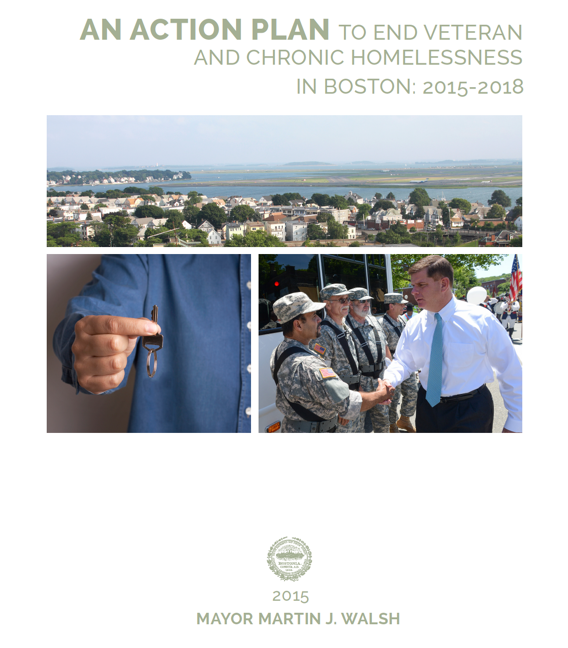 AN ACTION PLAN TO END VETERAN
AND CHRONIC HOMELESSNESS
IN BOSTON: 2015-2018
2015
MAYOR MARTIN J. WALSH